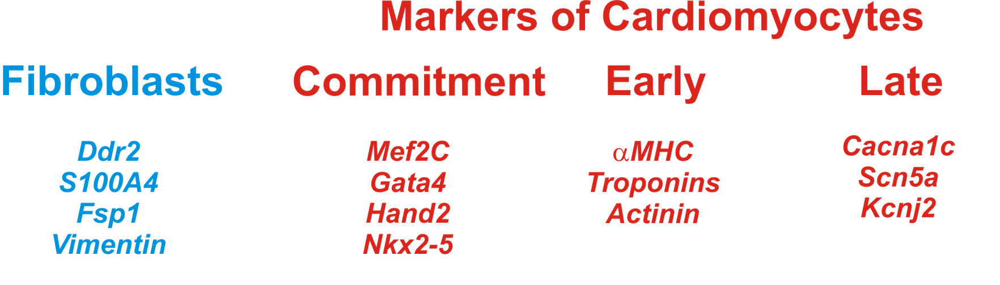 Markers of Cardiomyocytes
Fibroblasts
Commitment
Early
Late
Ddr2
S100A4
Fsp1
Vimentin
Mef2C
Gata4
Hand2
Nkx2-5
αMHC
Troponins
Actinin
Cacna1c
Scn5a
Kcnj2